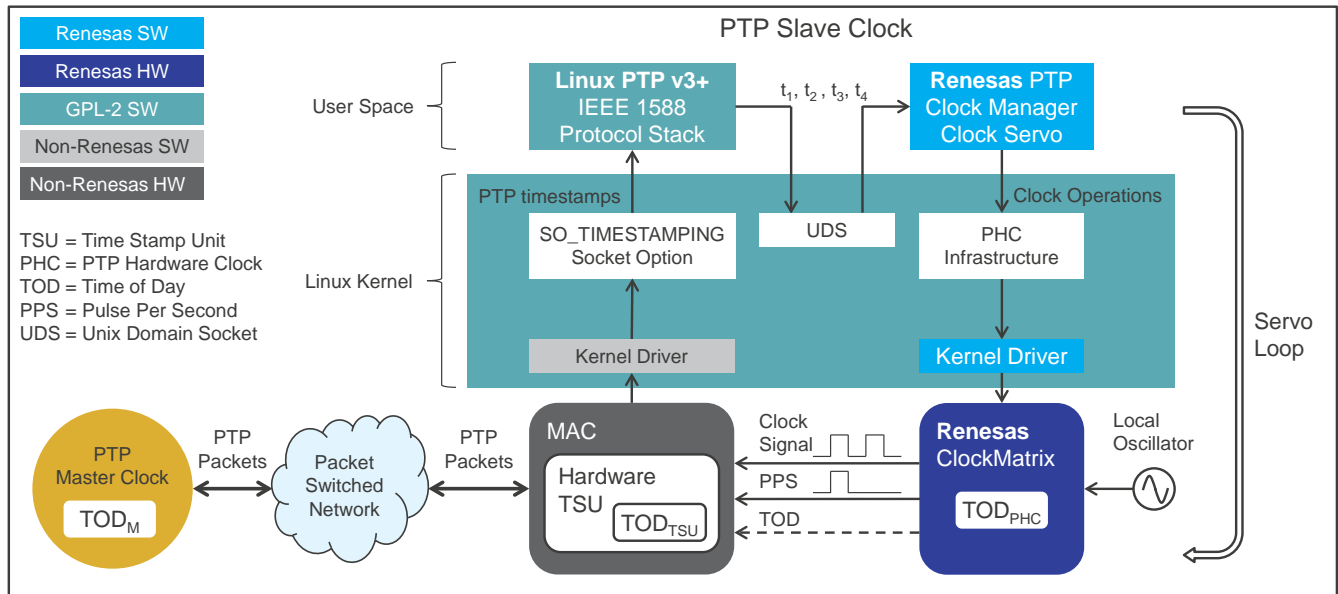 PTP Slave Clock
Renesas SW
Renesas HW
GPL-2 SW
Non-Renesas SW
Non-Renesas HW
TSU = Time Stamp Unit
PHC = PTP Hardware Clock
TOD = Time of Day
PPS = Pulse Per Second
UDS = Unix Domain Socket
User Space
Linux PTP v3+
IEEE 1588
Protocol Stack
t1, t2 , t3, t4
Renesas PTP
Clock Manager
Clock Servo
Linux Kernel
PTP timestamps
Clock Operations
SO_TIMESTAMPING
Socket Option
UDS
PHC
Infrastructure
Kernel Driver
Kernel Driver
Servo
Loop
PTP
Master Clock
TODM
PTP
Packets
Packet
Switched
Network
PTP
Packets
MAC
Hardware
TSU
TODTSU
Clock
Signal
PPS
TOD
Renesas
ClockMatrix
TODPHC
Local
Oscillator